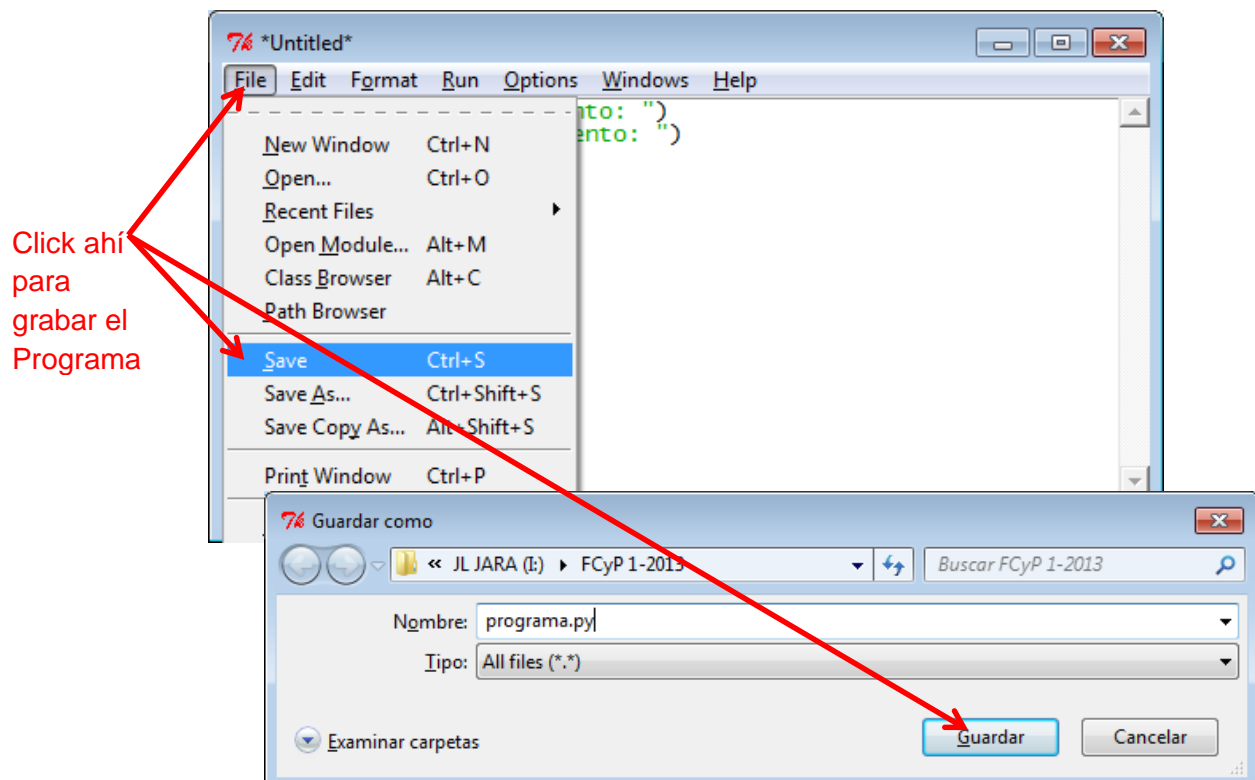 *Untitled*
File Edit Format Run Options Windows Help
nto: ")
ento: ")
New Window Ctrl+N
Open... Ctrl+O
Recent Files
Open Module... Alt+M
Class Browser Alt+C
Path Browser
Click ahí
para
grabar el
Programa
Save Ctrl+S
Save As... Ctrl+Shift+S
Save Copy As... Alt+Shift+S
Print Window Ctrl+P
Guardar como
« JL JARA (I:) FCyP 1-2013 Buscar FCyP 1-2013
Nombre: programa.py
Tipo: All files (*.*)
Examinar carpetas Guardar Cancelar